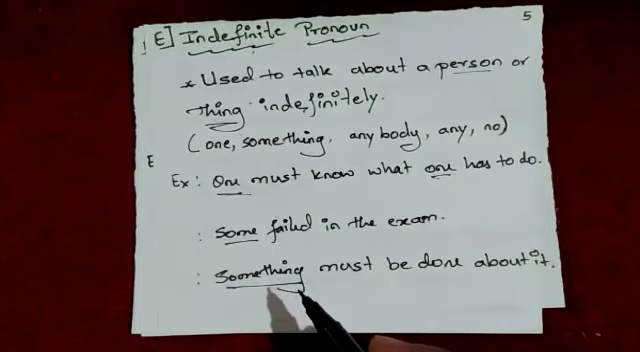 5
! E] Indefinite Pronoun
* Used to talk about a person or
thing indefinitely.
(one, something, any body, any, no)
E
Ex: One must know what one has to do.
: Some failed in the exam.
: Something must be done about it.